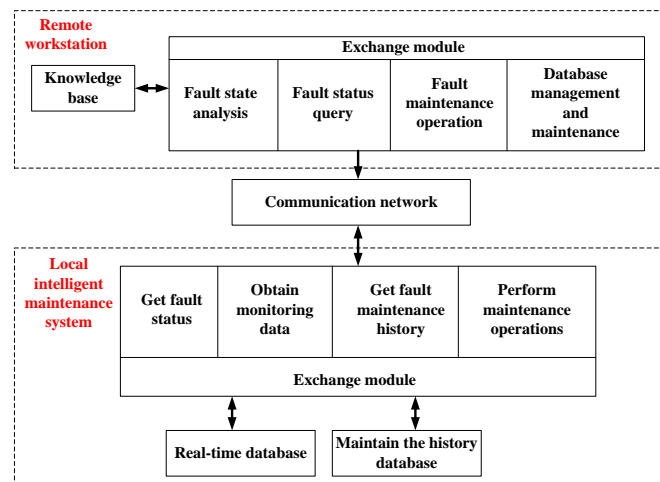 Remote
workstation
Exchange module
Knowledge
base
Fault state
analysis
Fault status
query
Fault
maintenance
operation
Database
management
and
maintenance
Communication network
Local
intelligent
maintenance
system
Get fault
status
Obtain
monitoring
data
Get fault
maintenance
history
Perform
maintenance
operations
Exchange module
Real-time database
Maintain the history
database